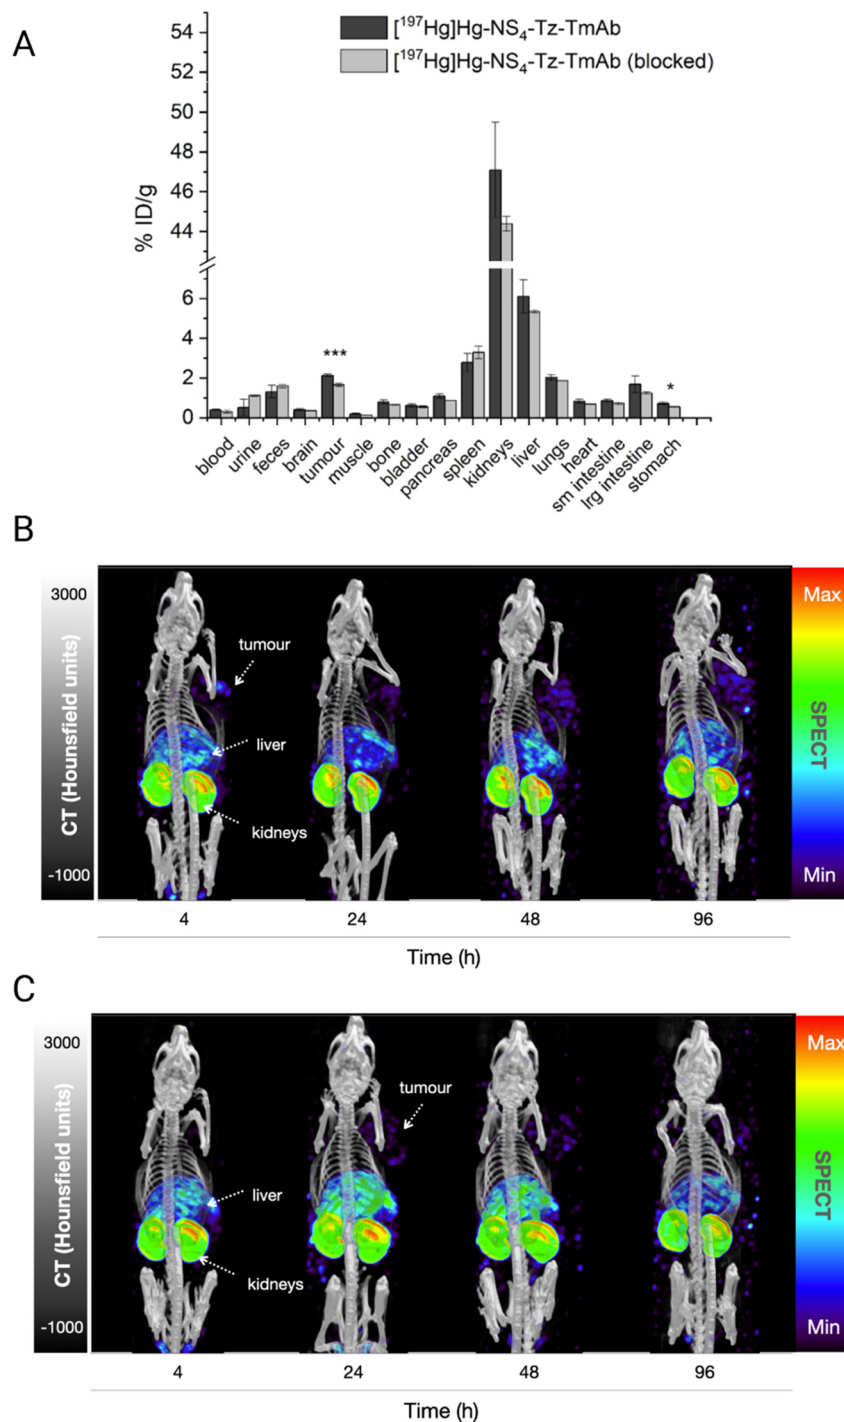 A
[¹⁹⁷Hg]Hg-NS₄-Tz-TmAb
[¹⁹⁷Hg]Hg-NS₄-Tz-TmAb (blocked)
% ID/g
54
52
50
48
46
44
6
4
2
0
***
*
blood
urine
feces
brain
tumour
muscle
bone
bladder
pancreas
spleen
kidneys
liver
lungs
heart
sm intestine
lrg intestine
stomach
B
3000
CT (Hounsfield units)
-1000
tumour
liver
kidneys
Max
SPECT
Min
4 24 48 96
Time (h)
C
3000
CT (Hounsfield units)
-1000
tumour
liver
kidneys
Max
SPECT
Min
4 24 48 96
Time (h)